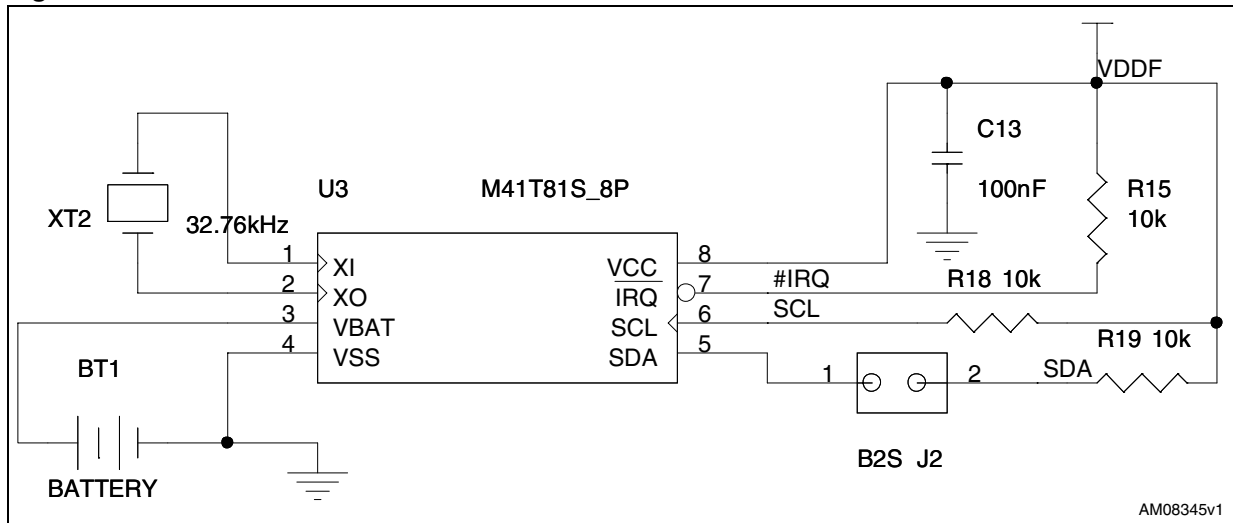 VDDF
C13
100nF
R15
10k
U3
M41T81S_8P
XT2
32.76kHz
1
XI
VCC
8
2
XO
IRQ
7
#IRQ
R18 10k
3
VBAT
SCL
6
SCL
4
VSS
SDA
5
R19 10k
BT1
1
2
SDA
B2S J2
BATTERY
AM08345v1